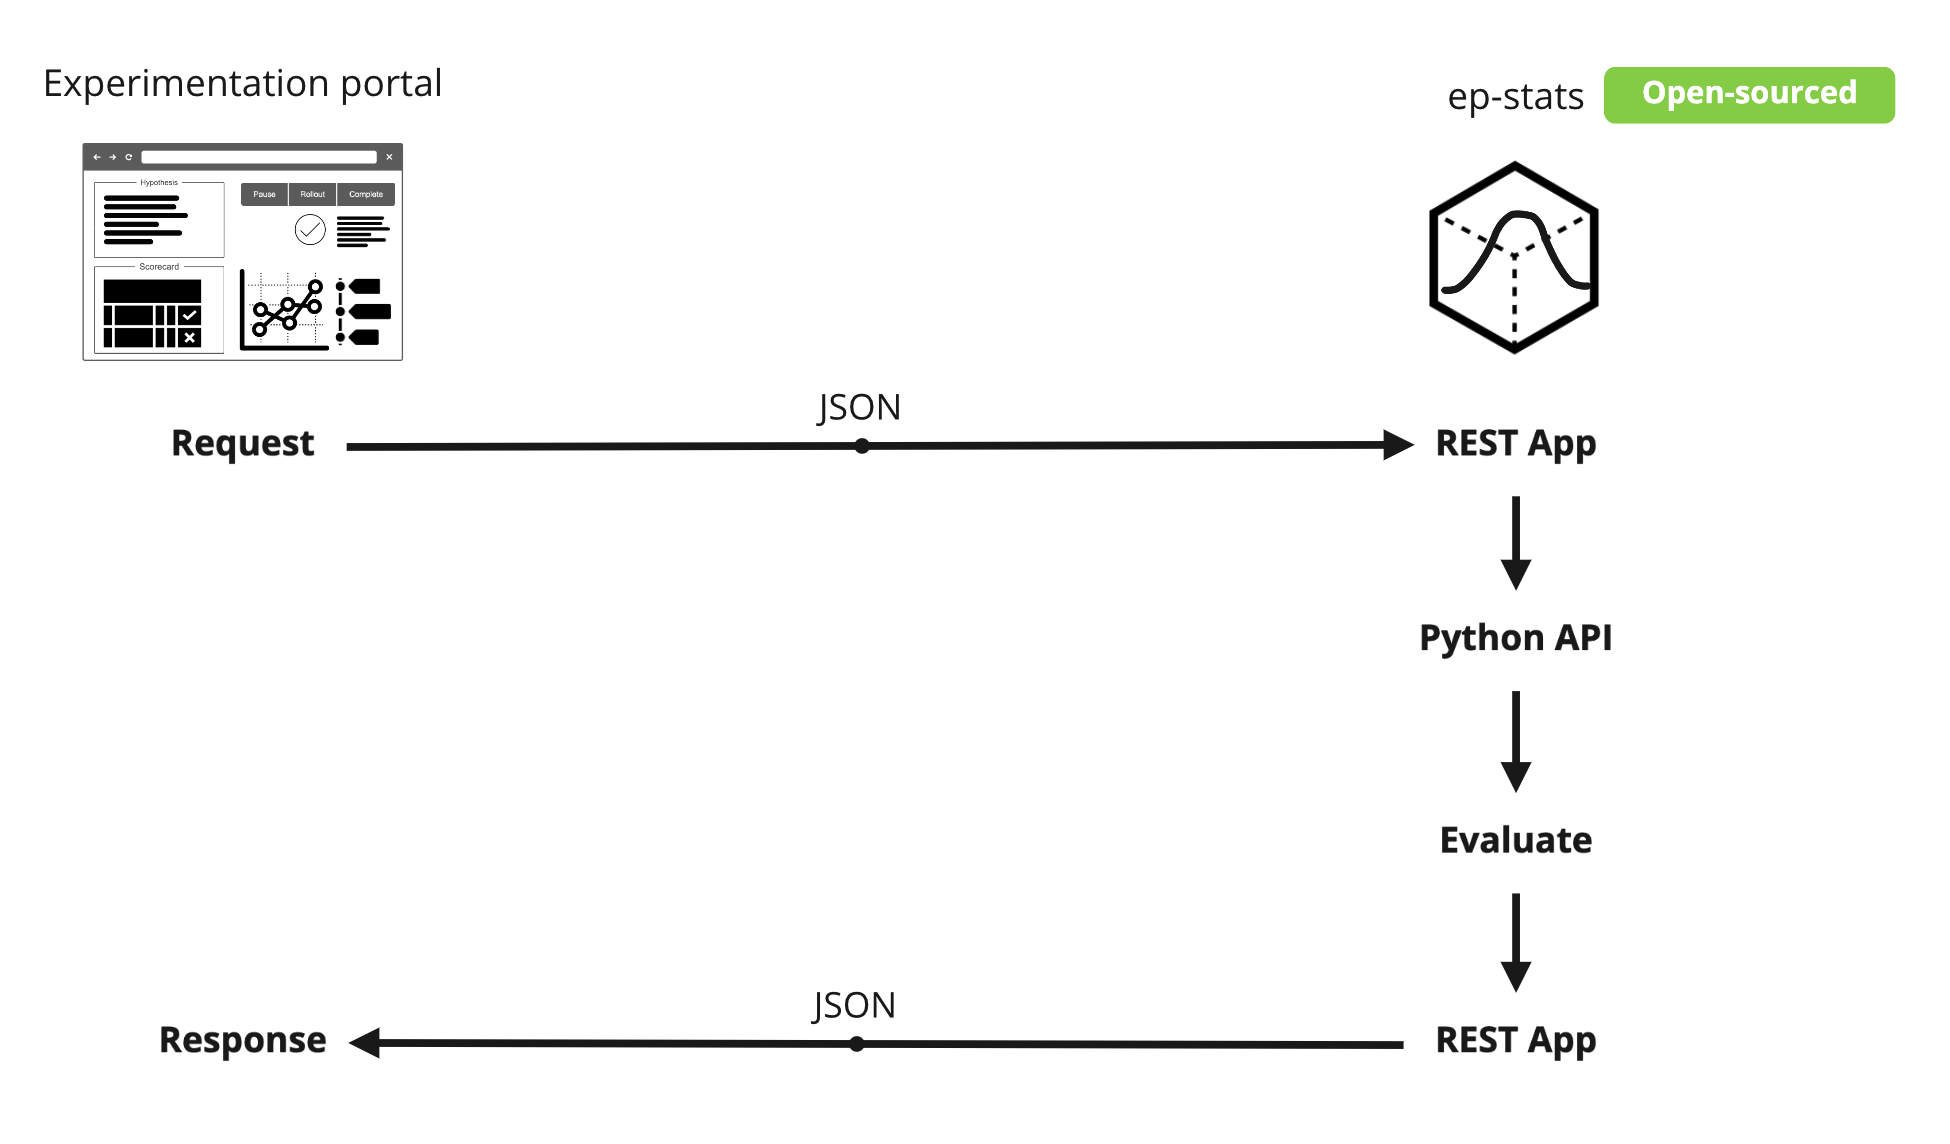 Experimentation portal
ep-stats
Open-sourced
Hypothesis
Pause
Rollout
Complete
Scorecard
JSON
Request
REST App
Python API
Evaluate
JSON
Response
REST App